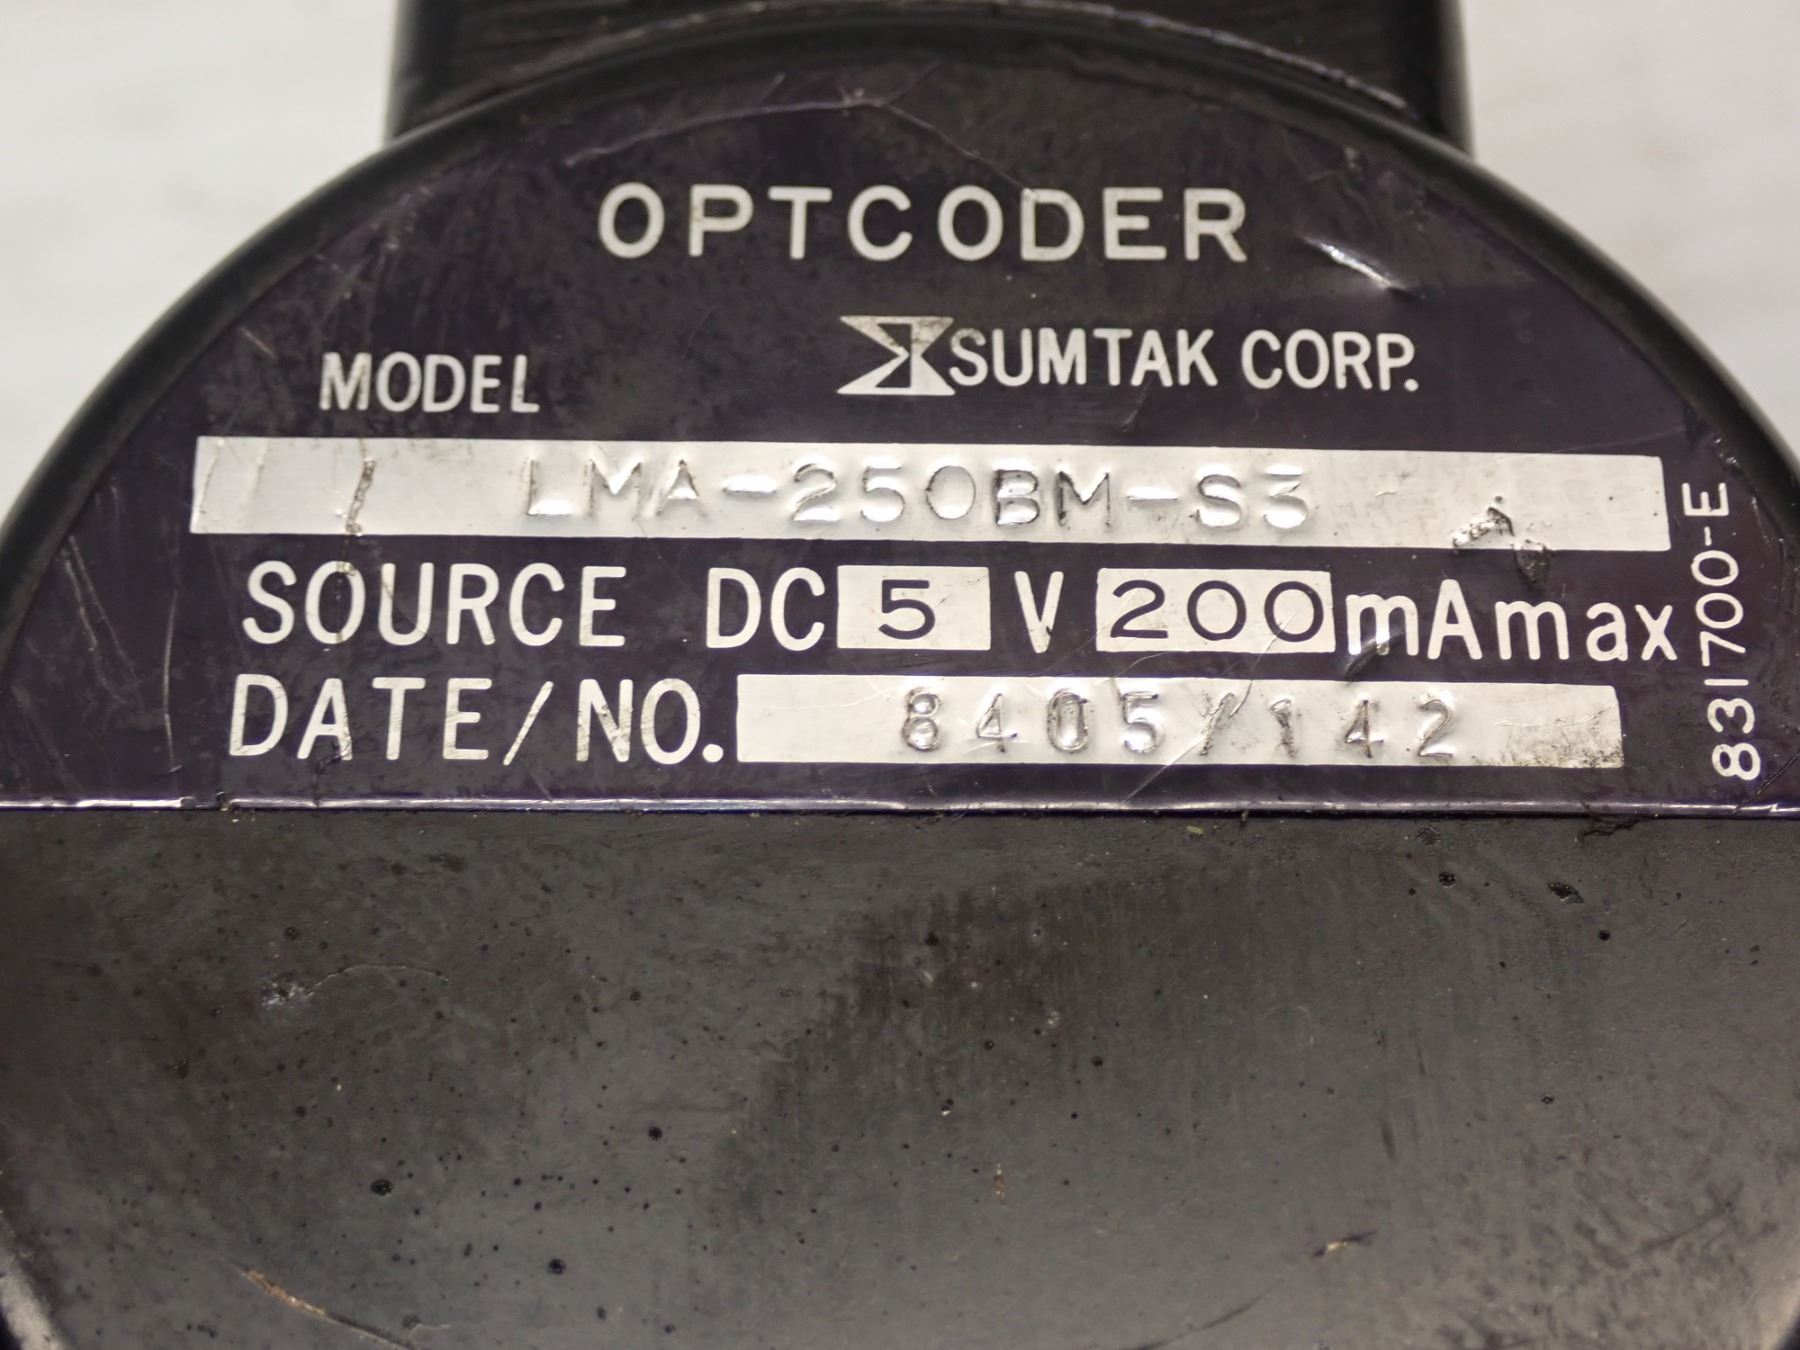 OPTCODER
SUMTAK CORP.
MODEL
LMA-250BM-S3
SOURCE DC 5 V 200 mAmax
DATE/NO. 8405/142
831700-E